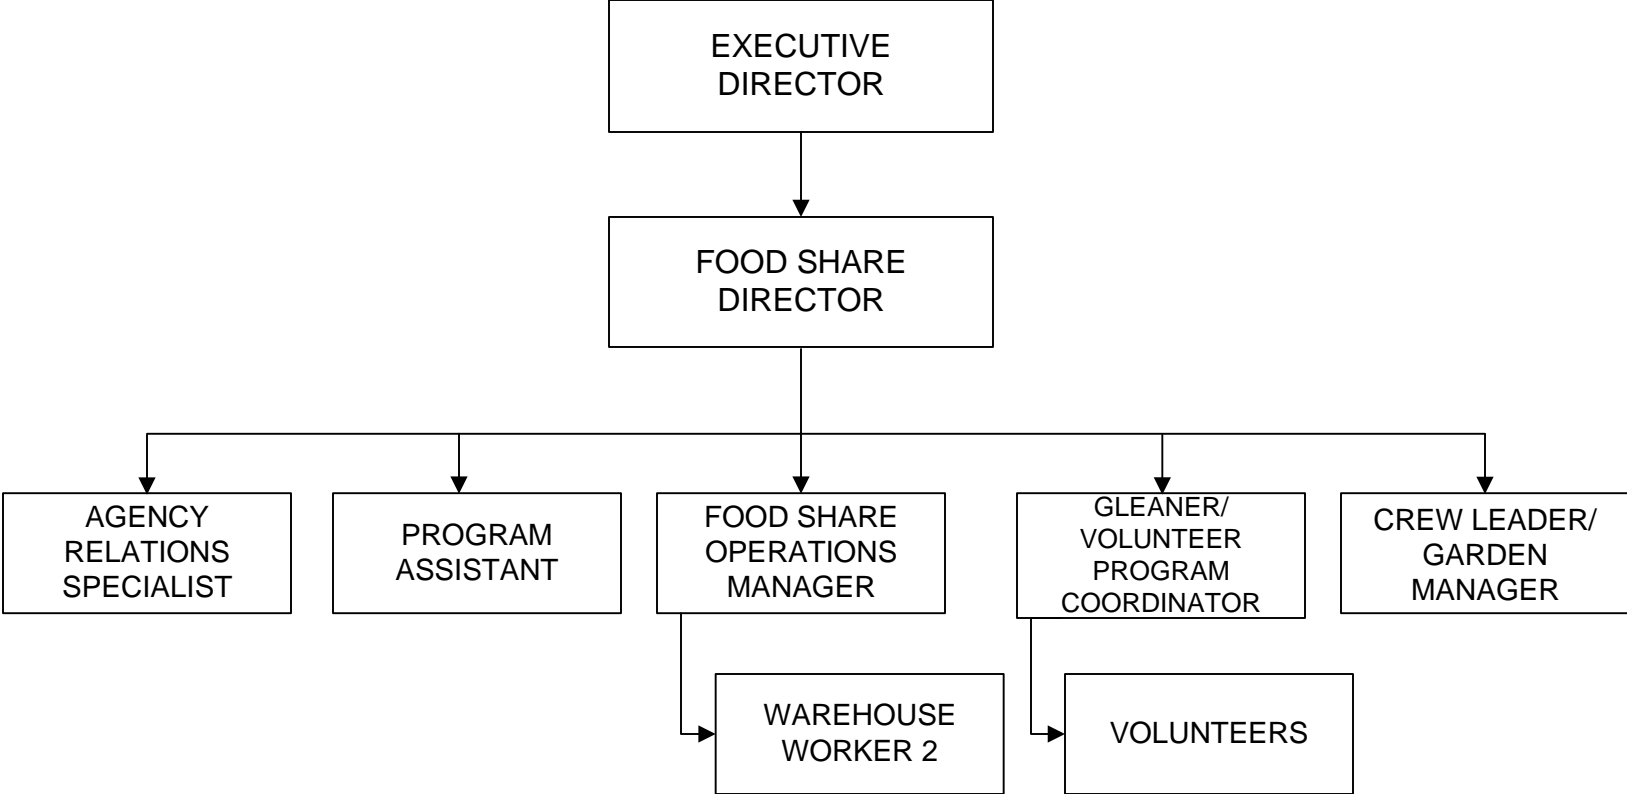 EXECUTIVE
DIRECTOR
FOOD SHARE
DIRECTOR
AGENCY
RELATIONS
SPECIALIST
PROGRAM
ASSISTANT
FOOD SHARE
OPERATIONS
MANAGER
GLEANER/
VOLUNTEER
PROGRAM
COORDINATOR
CREW LEADER/
GARDEN
MANAGER
WAREHOUSE
WORKER 2
VOLUNTEERS